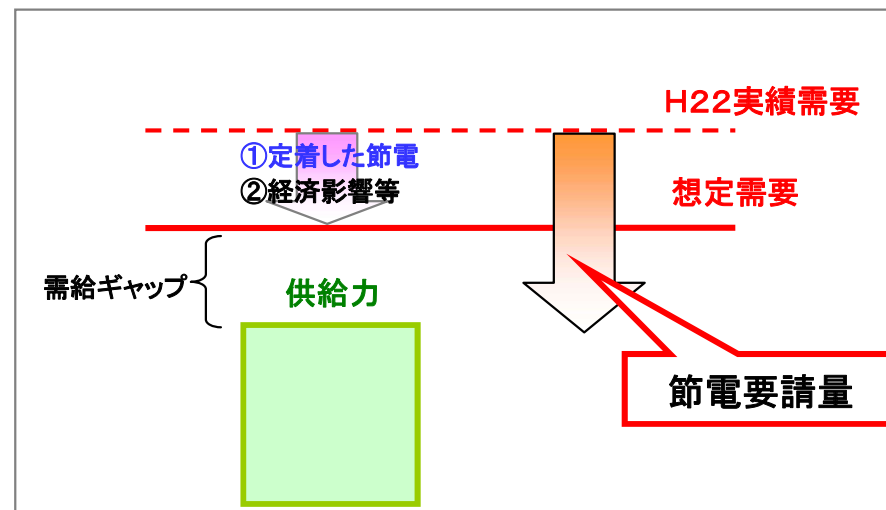 H22実績需要
①定着した節電
②経済影響等
想定需要
需給ギャップ
供給力
節電要請量